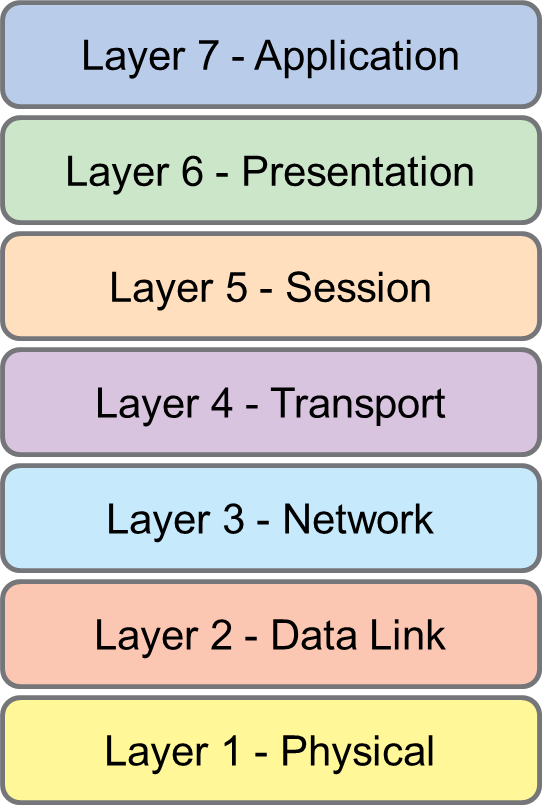 Layer 7 - Application
Layer 6 - Presentation
Layer 5 - Session
Layer 4 - Transport
Layer 3 - Network
Layer 2 - Data Link
Layer 1 - Physical